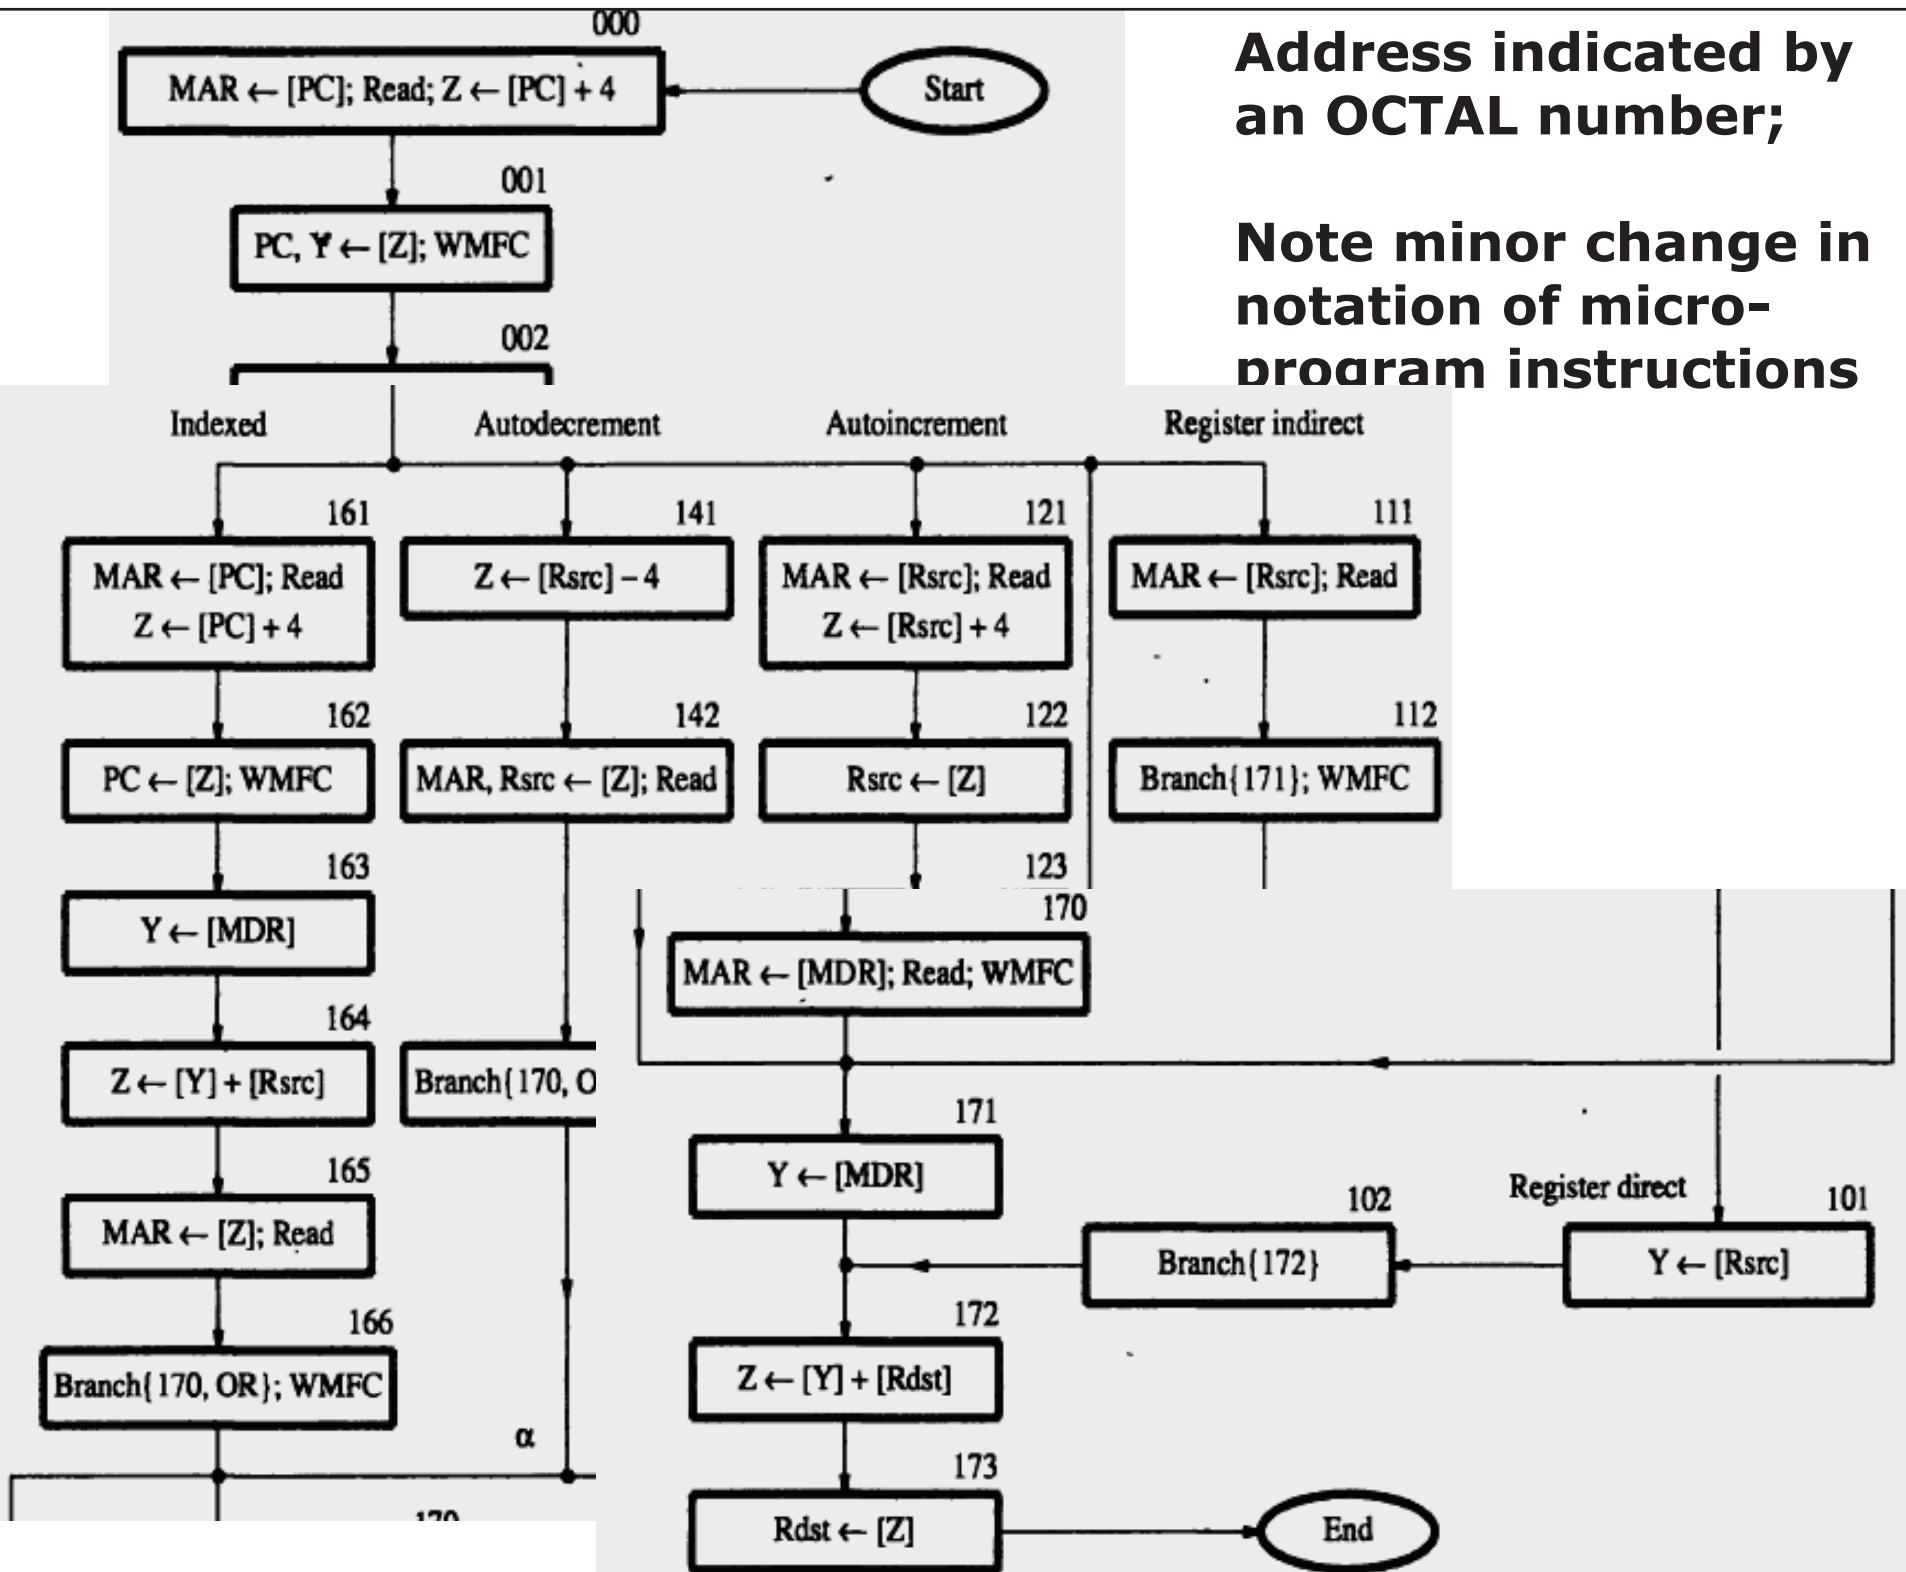 000
MAR ← [PC]; Read; Z ← [PC] + 4
Start
001
PC, Y ← [Z]; WMFC
002
Address indicated by
an OCTAL number;
Note minor change in
notation of micro-
program instructions
Indexed
Autodecrement
Autoincrement
Register indirect
161
141
121
111
MAR ← [PC]; Read
Z ← [PC] + 4
Z ← [Rsrc] – 4
MAR ← [Rsrc]; Read
Z ← [Rsrc] + 4
MAR ← [Rsrc]; Read
162
142
122
112
PC ← [Z]; WMFC
MAR, Rsrc ← [Z]; Read
Rsrc ← [Z]
Branch{171}; WMFC
163
123
Y ← [MDR]
170
MAR ← [MDR]; Read; WMFC
164
Z ← [Y] + [Rsrc]
Branch{170, O
165
171
MAR ← [Z]; Read
Y ← [MDR]
Register direct
102
101
Branch{172}
Y ← [Rsrc]
166
172
Branch{170, OR}; WMFC
Z ← [Y] + [Rdst]
α
173
Rdst ← [Z]
End